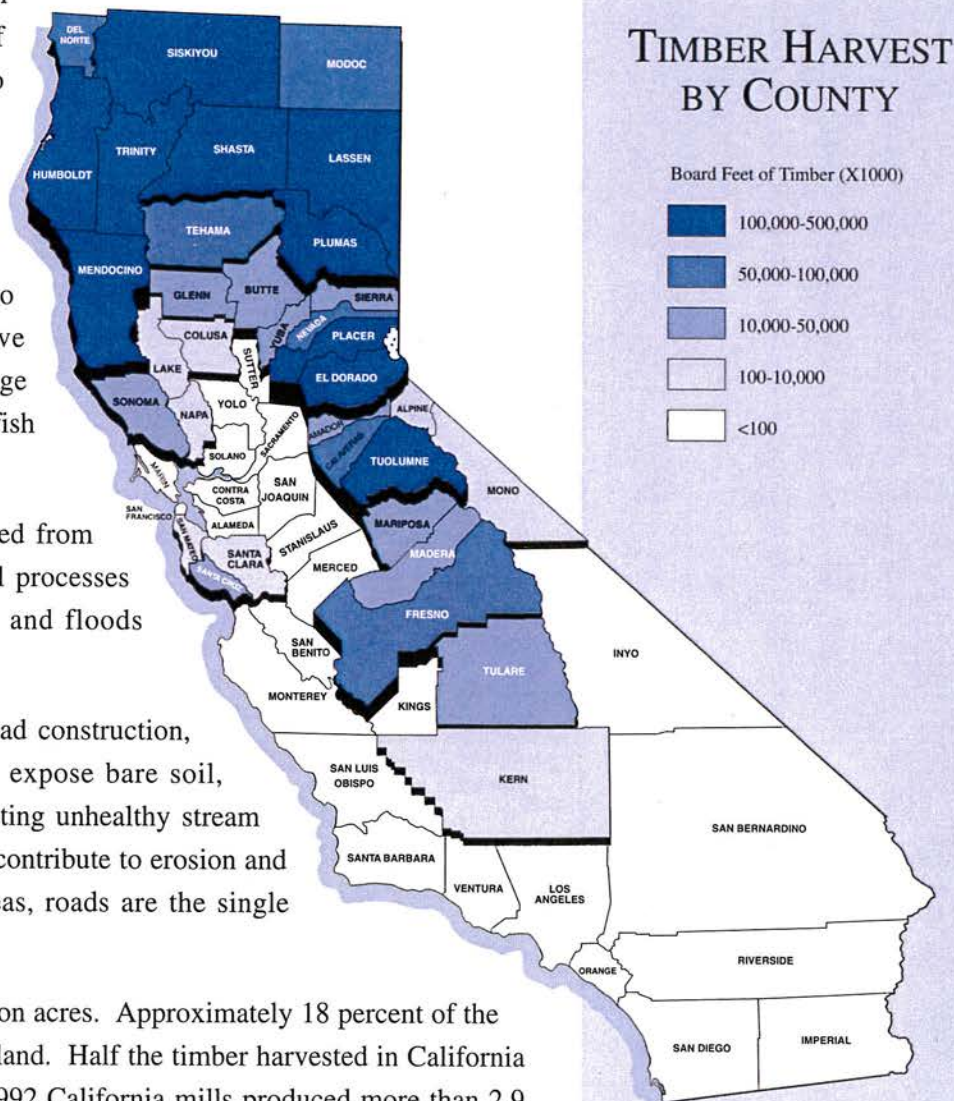 f
o
o
ve
ge
fish
ed from
l processes
and floods
ad construction,
expose bare soil,
ting unhealthy stream
contribute to erosion and
eas, roads are the single
on acres. Approximately 18 percent of the
land. Half the timber harvested in California
992 California mills produced more than 2.9
TIMBER HARVEST
BY COUNTY
Board Feet of Timber (X1000)
100,000-500,000
50,000-100,000
10,000-50,000
100-10,000
<100
DEL
NORTE
SISKIYOU
MODOC
HUMBOLDT
TRINITY
SHASTA
LASSEN
TEHAMA
PLUMAS
MENDOCINO
GLENN
BUTTE
SIERRA
YUBA
NEVADA
COLUSA
PLACER
LAKE
SUTTER
EL DORADO
SONOMA
NAPA
YOLO
SACRAMENTO
AMADOR
ALPINE
SOLANO
CALAVERAS
TUOLUMNE
MARIN
CONTRA
COSTA
SAN
JOAQUIN
MONO
SAN
FRANCISCO
ALAMEDA
STANISLAUS
MARIPOSA
SAN MATEO
SANTA
CLARA
MERCED
MADERA
SANTA CRUZ
FRESNO
SAN
BENITO
INYO
TULARE
MONTEREY
KINGS
SAN LUIS
OBISPO
KERN
SAN BERNARDINO
SANTA BARBARA
VENTURA
LOS
ANGELES
ORANGE
RIVERSIDE
SAN DIEGO
IMPERIAL